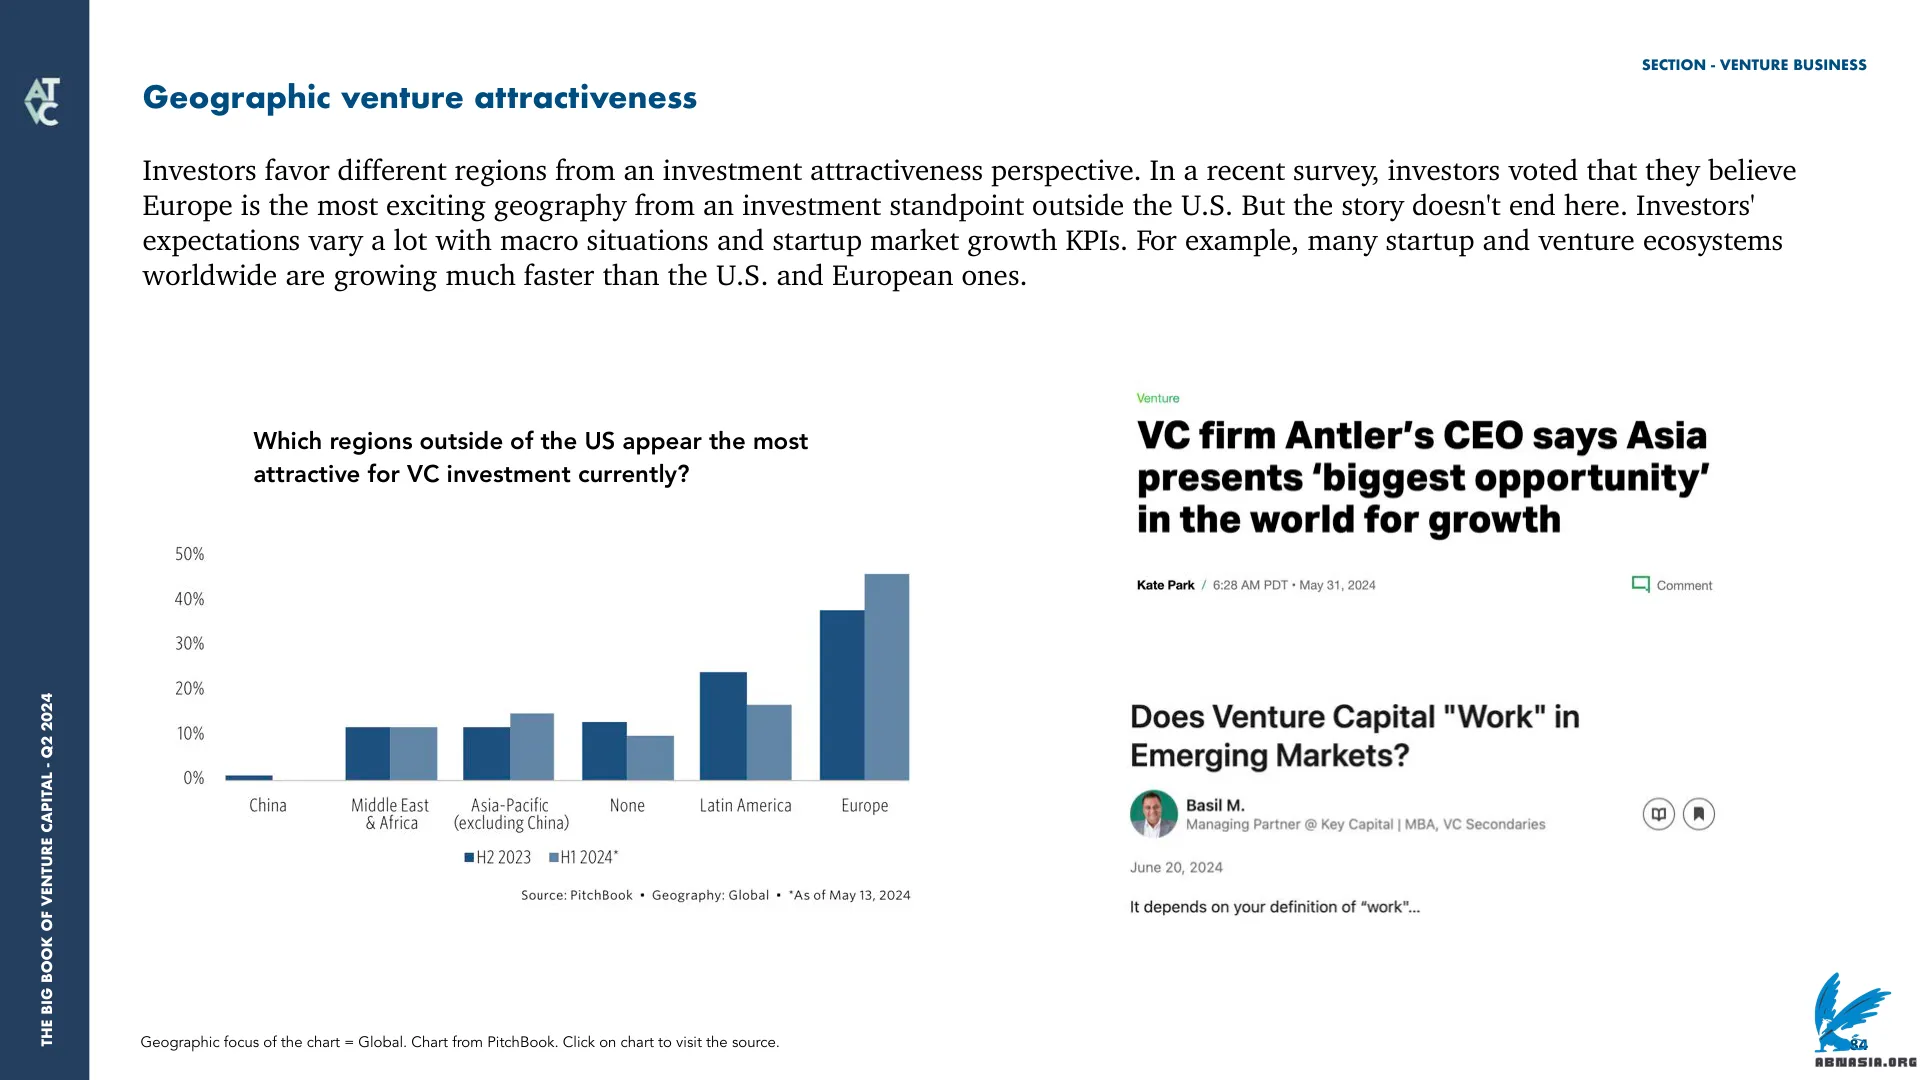 AT
VC
SECTION - VENTURE BUSINESS
Geographic venture attractiveness
Investors favor different regions from an investment attractiveness perspective. In a recent survey, investors voted that they believe
Europe is the most exciting geography from an investment standpoint outside the U.S. But the story doesn't end here. Investors'
expectations vary a lot with macro situations and startup market growth KPIs. For example, many startup and venture ecosystems
worldwide are growing much faster than the U.S. and European ones.
Which regions outside of the US appear the most
attractive for VC investment currently?
50%
40%
30%
20%
10%
0%
China
Middle East
& Africa
Asia-Pacific
(excluding China)
None
Latin America
Europe
H2 2023 H1 2024*
Source: PitchBook • Geography: Global • *As of May 13, 2024
Venture
VC firm Antler’s CEO says Asia
presents ‘biggest opportunity’
in the world for growth
Kate Park / 6:28 AM PDT • May 31, 2024
Comment
Does Venture Capital "Work" in
Emerging Markets?
Basil M.
Managing Partner @ Key Capital | MBA, VC Secondaries
June 20, 2024
It depends on your definition of “work”...
THE BIG BOOK OF VENTURE CAPITAL - Q2 2024
Geographic focus of the chart = Global. Chart from PitchBook. Click on chart to visit the source.
84
ABNASIA.ORG